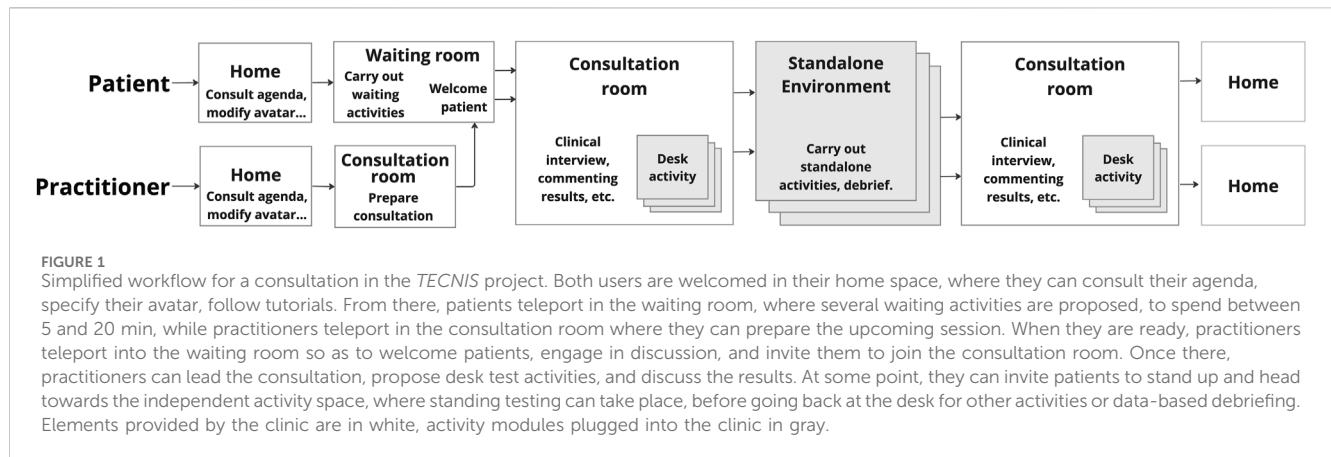 Patient
Home
Consult agenda,
modify avatar...
Waiting room
Carry out
waiting
activities
Welcome
patient
Practitioner
Home
Consult agenda,
modify avatar...
Consultation
room
Prepare
consultation
Consultation
room
Clinical
interview,
commenting
results, etc.
Desk
activity
Standalone
Environment
Carry out
standalone
activities, debrief.
Consultation
room
Clinical
interview,
commenting
results, etc.
Desk
activity
Home
Home
FIGURE 1
Simplified workflow for a consultation in the TECNIS project. Both users are welcomed in their home space, where they can consult their agenda,
specify their avatar, follow tutorials. From there, patients teleport in the waiting room, where several waiting activities are proposed, to spend between
5 and 20 min, while practitioners teleport in the consultation room where they can prepare the upcoming session. When they are ready, practitioners
teleport into the waiting room so as to welcome patients, engage in discussion, and invite them to join the consultation room. Once there,
practitioners can lead the consultation, propose desk test activities, and discuss the results. At some point, they can invite patients to stand up and head
towards the independent activity space, where standing testing can take place, before going back at the desk for other activities or data-based debriefing.
Elements provided by the clinic are in white, activity modules plugged into the clinic in gray.